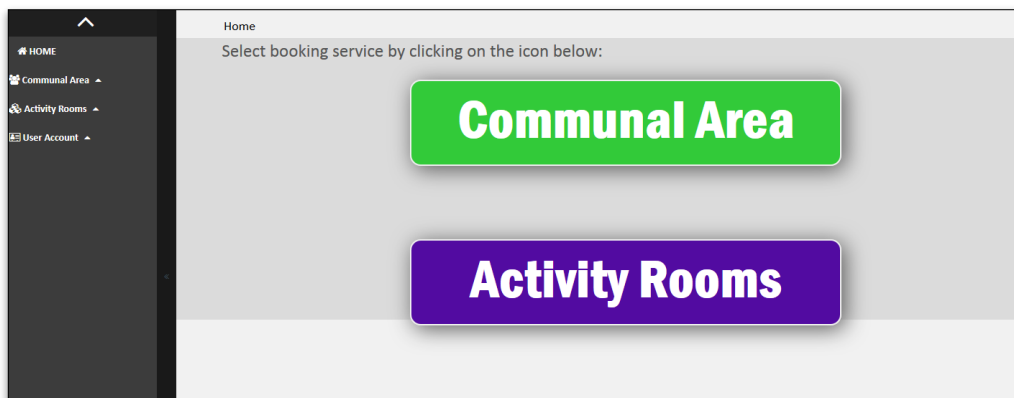 HOME
Communal Area
Activity Rooms
User Account
Home
Select booking service by clicking on the icon below:
Communal Area
Activity Rooms